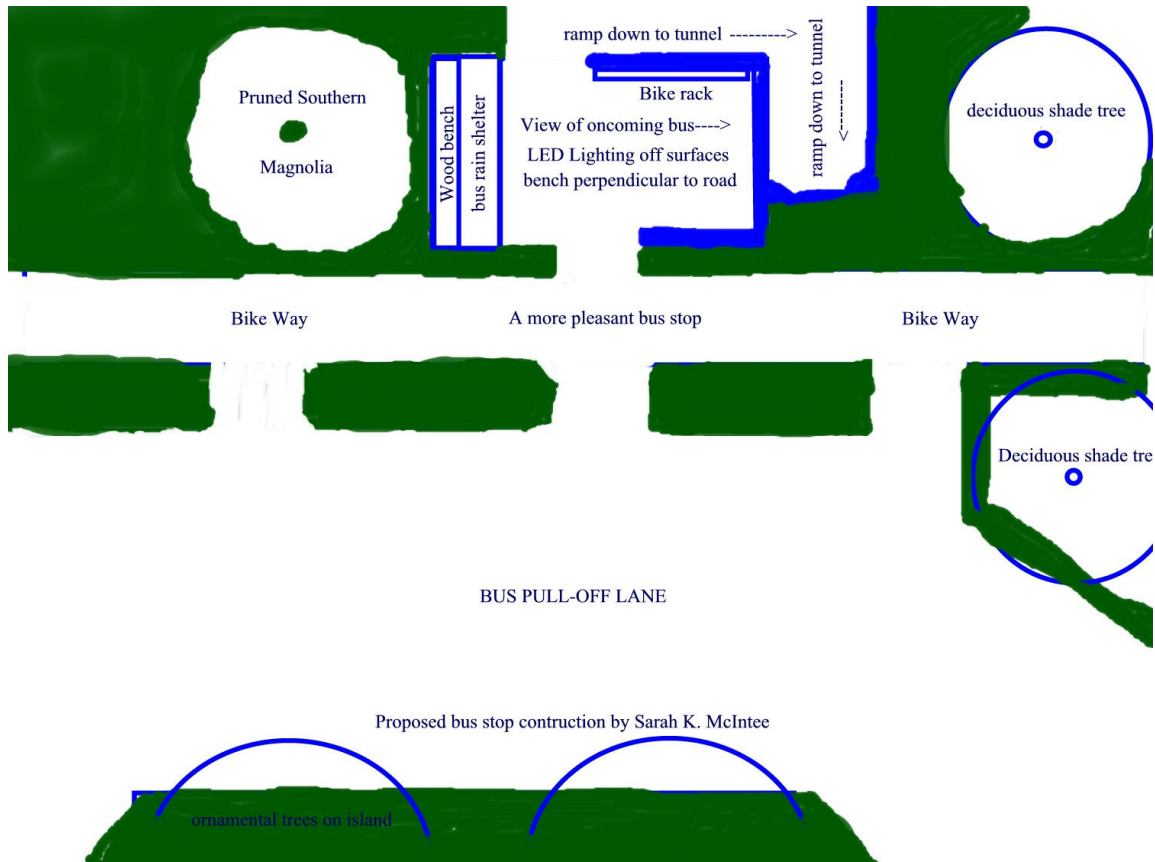 ramp down to tunnel --------->
ramp down to tunnel ------->
Pruned Southern
Magnolia
Wood bench
bus rain shelter
Bike rack
View of oncoming bus---->
LED Lighting off surfaces
bench perpendicular to road
deciduous shade tree
Bike Way
A more pleasant bus stop
Bike Way
Deciduous shade tre
BUS PULL-OFF LANE
Proposed bus stop contruction by Sarah K. McIntee
ornamental trees on island